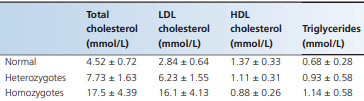 Total cholesterol (mmol/L) LDL cholesterol (mmol/L) HDL cholesterol (mmol/L) Triglycerides (mmol/L)
Normal 4.52 ± 0.72 2.84 ± 0.64 1.37 ± 0.33 0.68 ± 0.28
Heterozygotes 7.73 ± 1.63 6.23 ± 1.55 1.11 ± 0.31 0.93 ± 0.58
Homozygotes 17.5 ± 4.39 16.1 ± 4.13 0.88 ± 0.26 1.14 ± 0.58